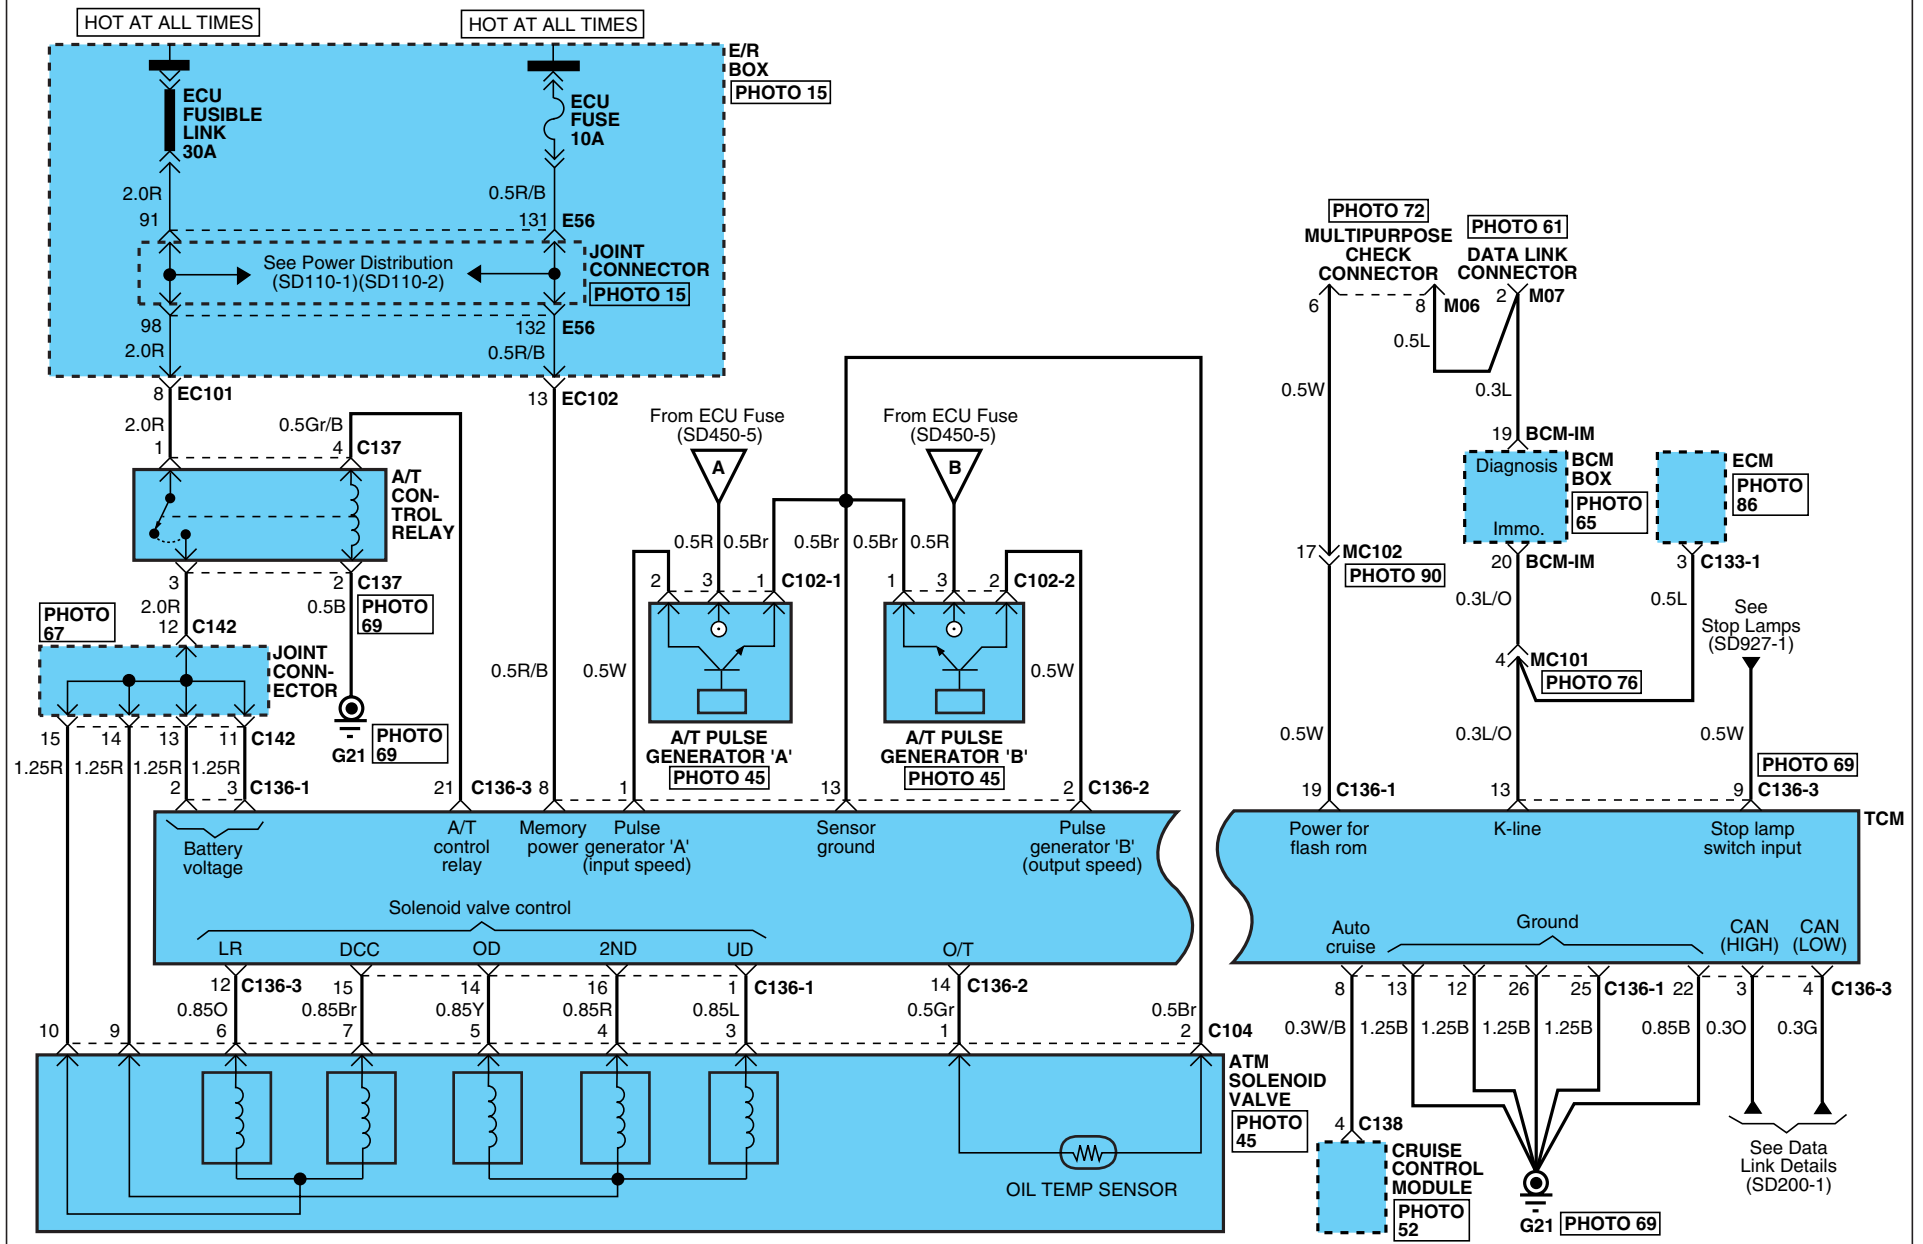 HOT AT ALL TIMES
HOT AT ALL TIMES
E/R
BOX
PHOTO 15
ECU
FUSIBLE
LINK
30A
ECU
FUSE
10A
2.0R
0.5R/B
91
131
E56
See Power Distribution
(SD110-1)(SD110-2)
JOINT
CONNECTOR
PHOTO 15
98
132
E56
2.0R
0.5R/B
8
EC101
13
EC102
2.0R
0.5Gr/B
1
4
C137
A/T
CON-
TROL
RELAY
3
2
C137
2.0R
0.5B
PHOTO
69
12
C142
PHOTO
67
JOINT
CONN-
ECTOR
15
14
13
11
C142
G21
PHOTO
69
1.25R
1.25R
1.25R
1.25R
2
3
C136-1
21
C136-3
8
0.5R/B
From ECU Fuse
(SD450-5)
A
From ECU Fuse
(SD450-5)
B
0.5R
0.5Br
0.5Br
0.5Br
0.5R
2
3
1
C102-1
1
3
2
C102-2
0.5W
0.5W
A/T PULSE
GENERATOR 'A'
PHOTO 45
A/T PULSE
GENERATOR 'B'
PHOTO 45
1
13
2
C136-2
PHOTO 72
MULTIPURPOSE
CHECK
CONNECTOR
PHOTO 61
DATA LINK
CONNECTOR
6
8
M06
2
M07
0.5L
0.5W
0.3L
19
BCM-IM
Diagnosis
Immo.
BCM
BOX
PHOTO
65
ECM
PHOTO
86
17
MC102
PHOTO 90
20
BCM-IM
3
C133-1
0.3L/O
0.5L
See
Stop Lamps
(SD927-1)
4
MC101
PHOTO 76
0.5W
0.3L/O
0.5W
PHOTO 69
19
C136-1
13
9
C136-3
TCM
Battery
voltage
A/T
control
relay
Memory
power
Pulse
generator 'A'
(input speed)
Sensor
ground
Pulse
generator 'B'
(output speed)
Power for
flash rom
K-line
Stop lamp
switch input
Solenoid valve control
LR
DCC
OD
2ND
UD
O/T
Auto
cruise
Ground
CAN
(HIGH)
CAN
(LOW)
12
C136-3
15
14
16
1
C136-1
14
C136-2
0.85O
0.85Br
0.85Y
0.85R
0.85L
0.5Gr
0.5Br
10
9
6
7
5
4
3
1
2
C104
8
13
12
26
25
C136-1
22
3
4
C136-3
0.3W/B
1.25B
1.25B
1.25B
1.25B
0.85B
0.3O
0.3G
ATM
SOLENOID
VALVE
PHOTO
45
OIL TEMP SENSOR
4
C138
CRUISE
CONTROL
MODULE
PHOTO
52
G21
PHOTO 69
See Data
Link Details
(SD200-1)